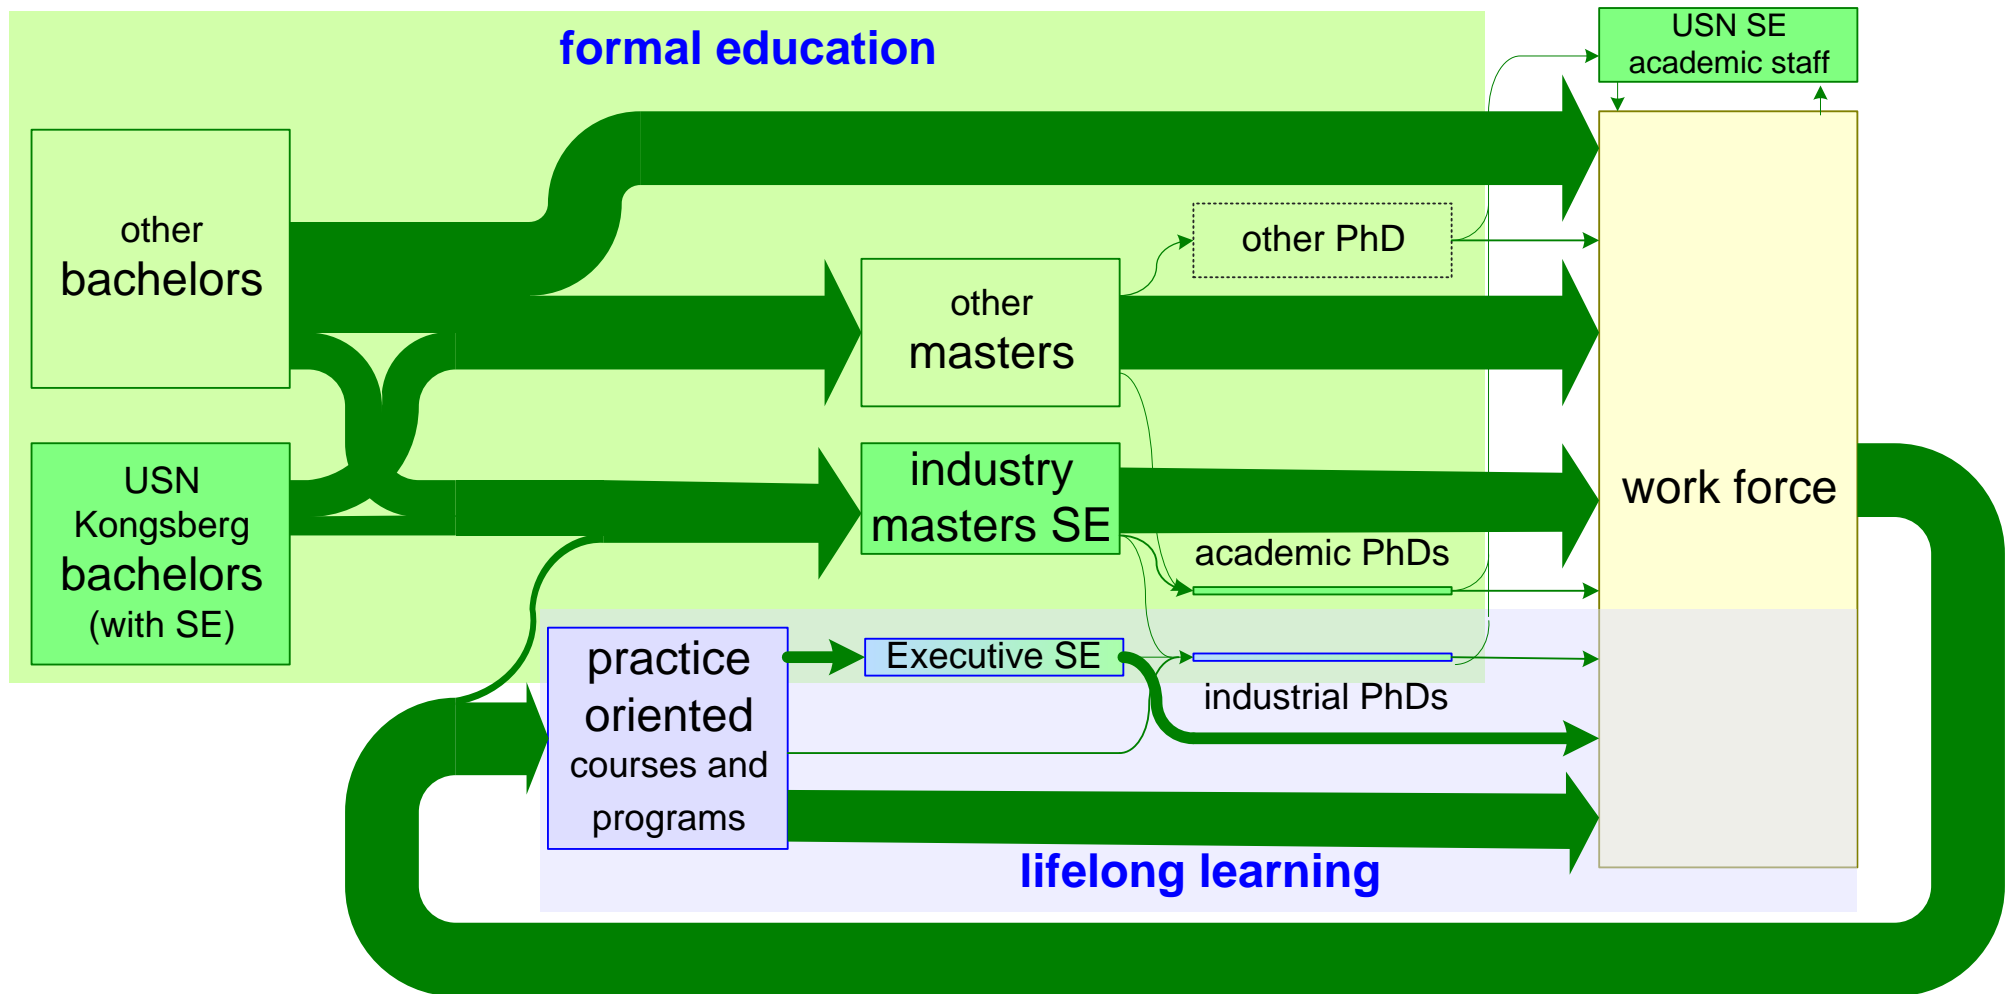 formal education
USN SE
academic staff
other
bachelors
other PhD
other
masters
USN
Kongsberg
bachelors
(with SE)
industry
masters SE
work force
academic PhDs
practice
oriented
courses and
programs
Executive SE
industrial PhDs
lifelong learning